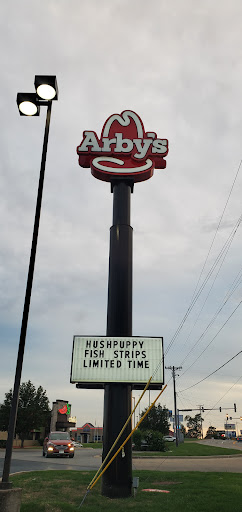 Arby's
HUSHPUPPY
FISH STRIPS
LIMITED TIME